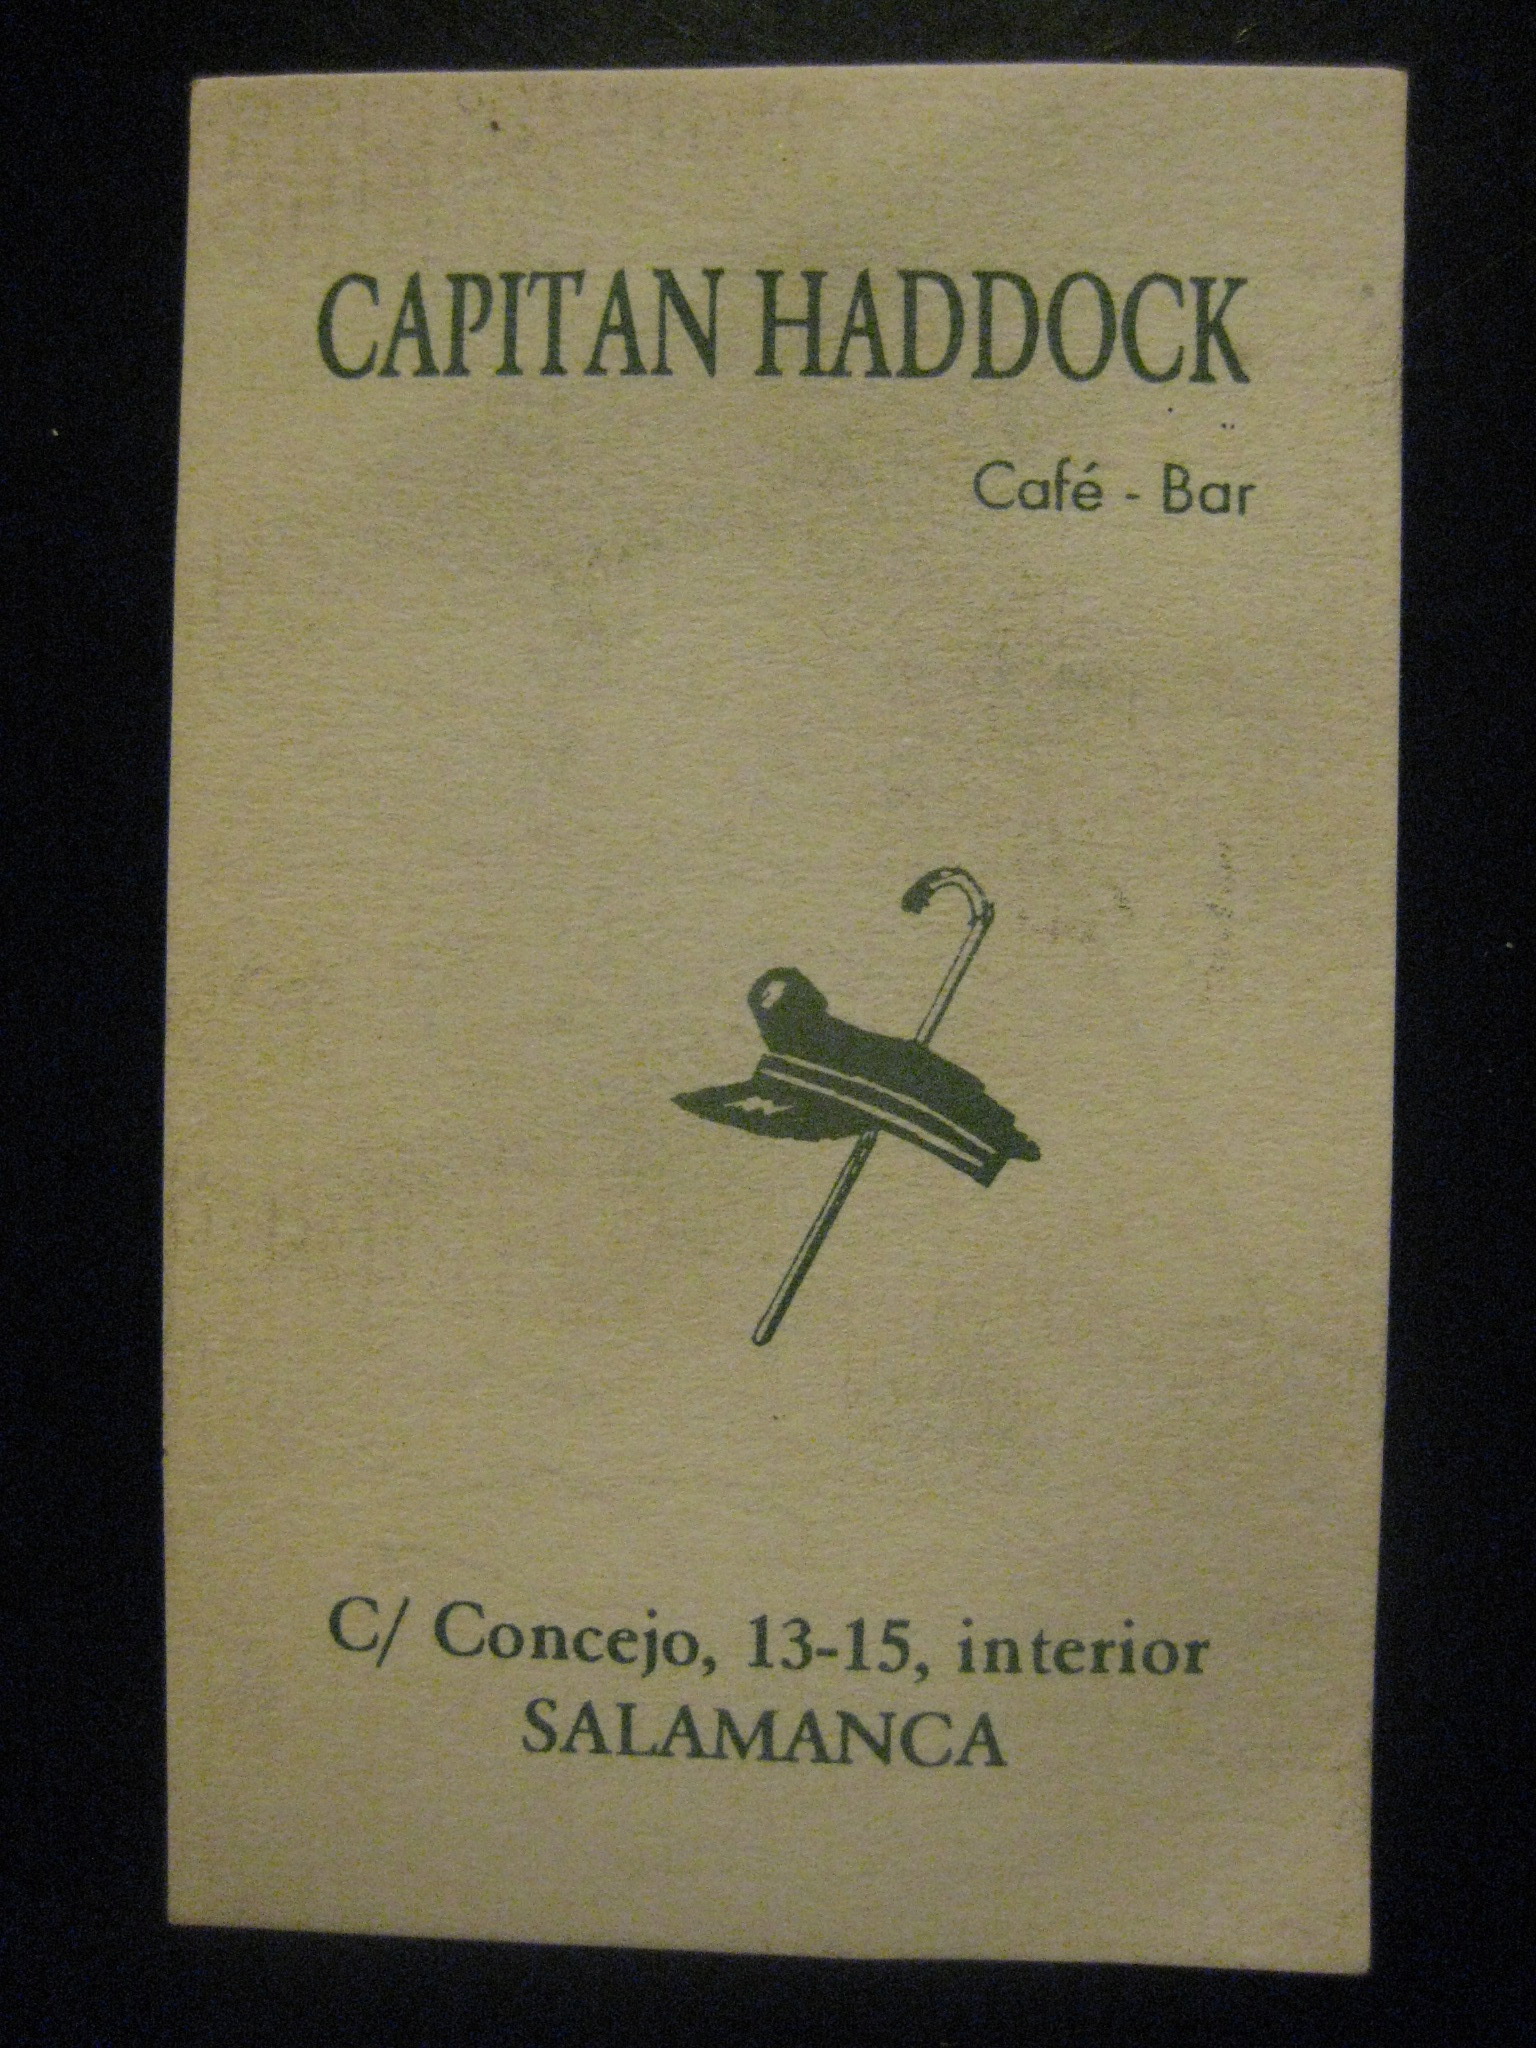 CAPITAN HADDOCK
Café - Bar
C/ Concejo, 13-15, interior
SALAMANCA